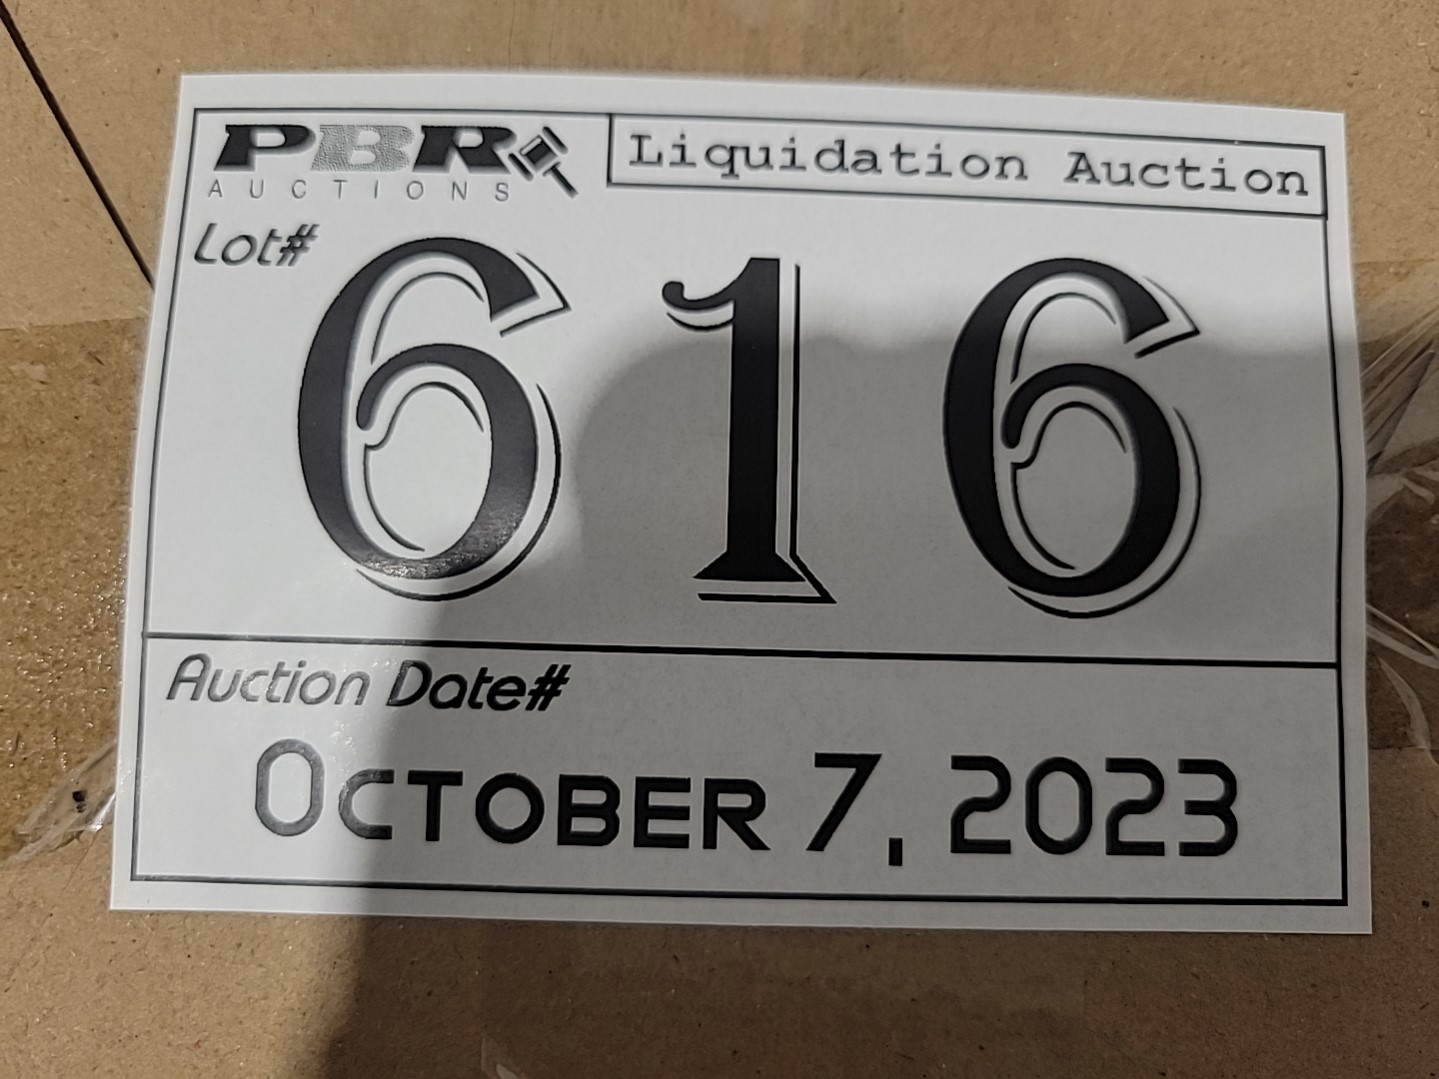 PBR
AUCTIONS
Liquidation Auction
Lot#
616
Auction Date#
OCTOBER 7, 2023